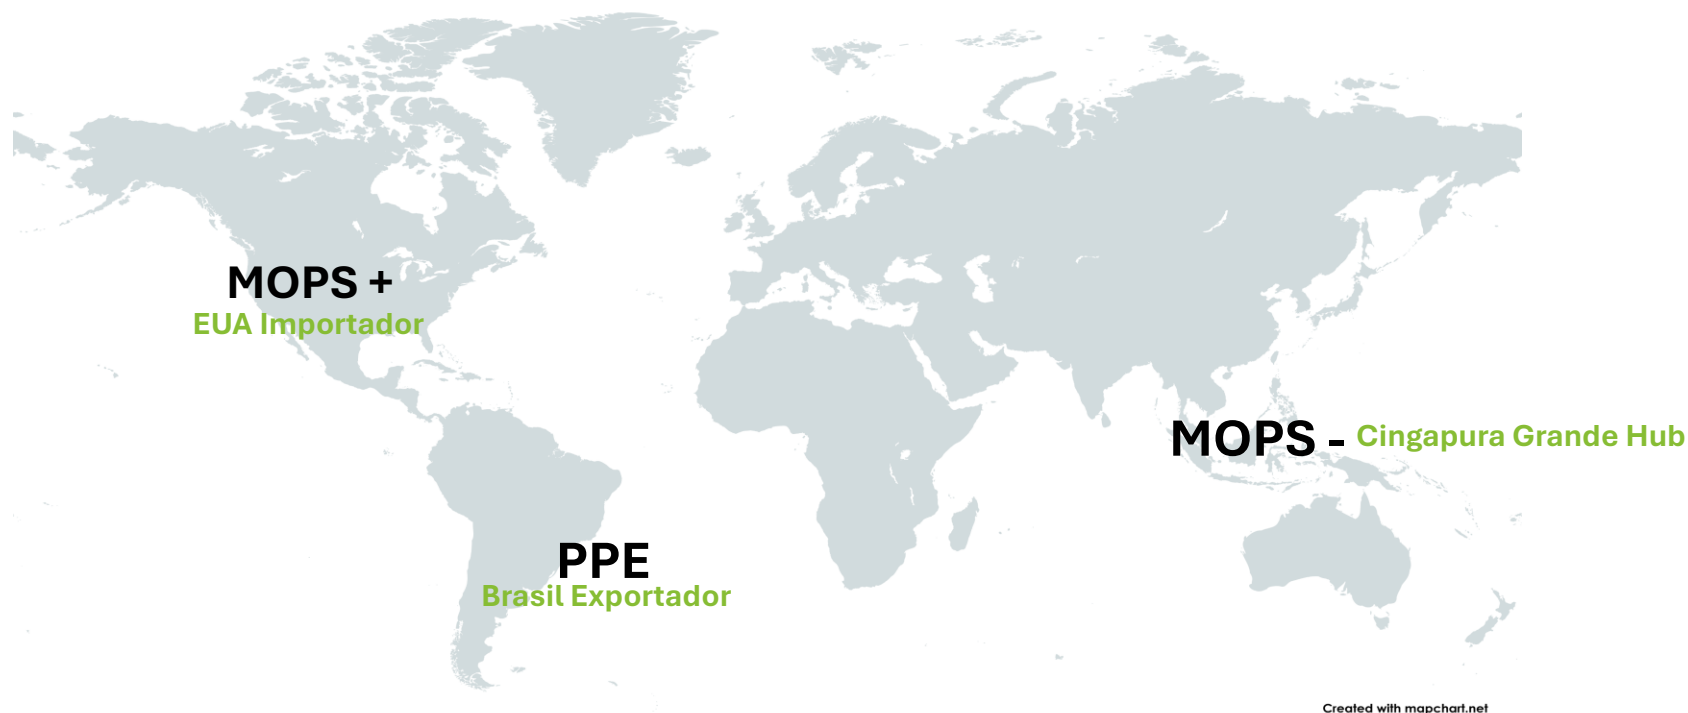 MOPS +
EUA Importador
MOPS - Cingapura Grande Hub
PPE
Brasil Exportador
Created with mapchart.net